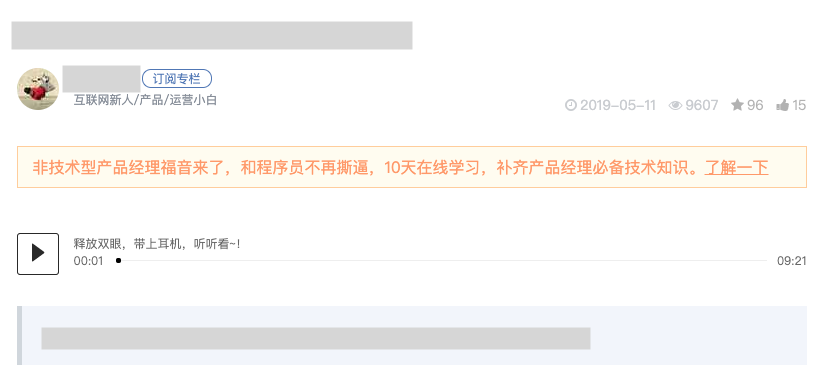 订阅专栏
互联网新人/产品/运营小白
2019-05-11 9607 96 15
非技术型产品经理福音来了，和程序员不再撕逼，10天在线学习，补齐产品经理必备技术知识。了解一下
释放双眼，带上耳机，听听看~！
00:01 09:21